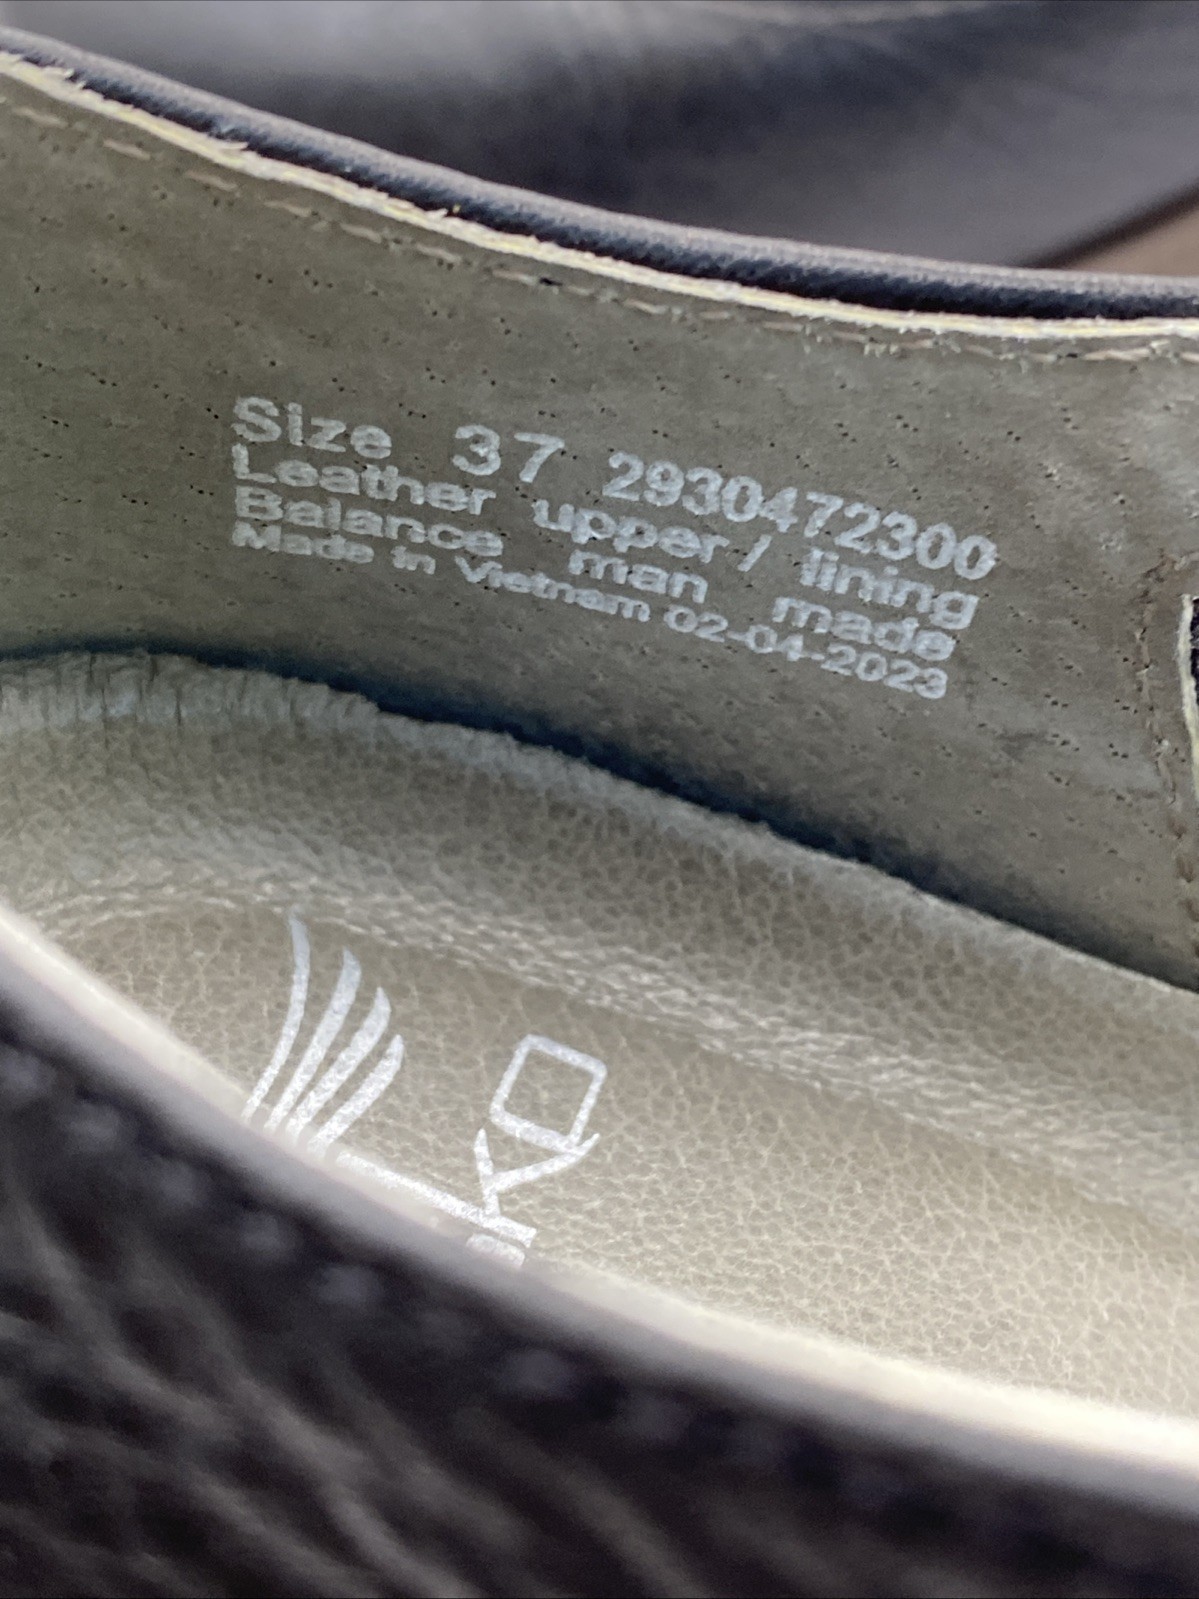 Size 37 2930472300
Leather upper/ lining
Balance man made
Made in Vietnam 02-04-2023